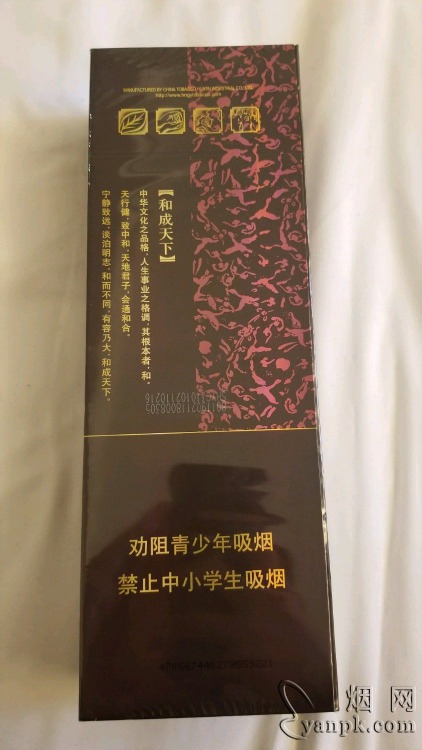 MANUFACTURED BY CHINA TOBACCO HUNAN INDUSTRIAL CO., LTD.
【和成天下】
中华文化之品格，人生事业之格调，其根本者，和。
天行健，致中和，天地君子，会通和合。
宁静致远，淡泊明志，和而不同，有容乃大，和成天下。
劝阻青少年吸烟
禁止中小学生吸烟
烟网
yanpk.com